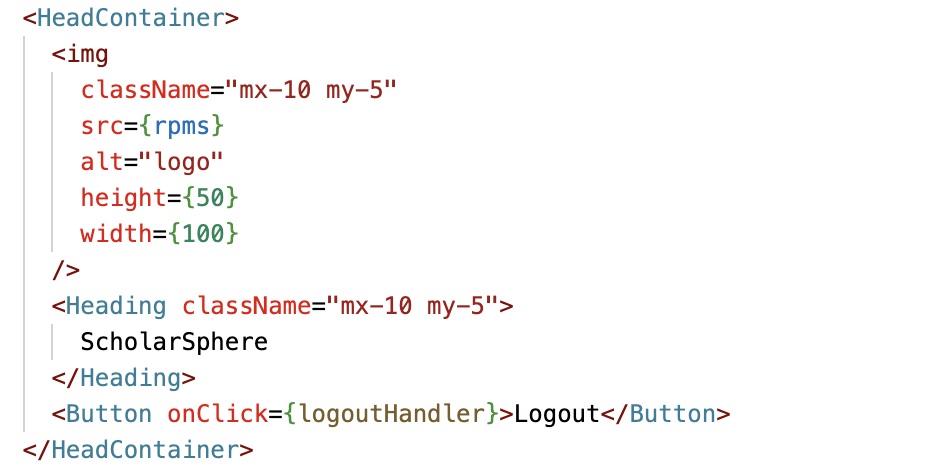 <HeadContainer>
<img
className="mx-10 my-5"
src={rpms}
alt="logo"
height={50}
width={100}
/>
<Heading className="mx-10 my-5">
ScholarSphere
</Heading>
<Button onClick={logoutHandler}>Logout</Button>
</HeadContainer>